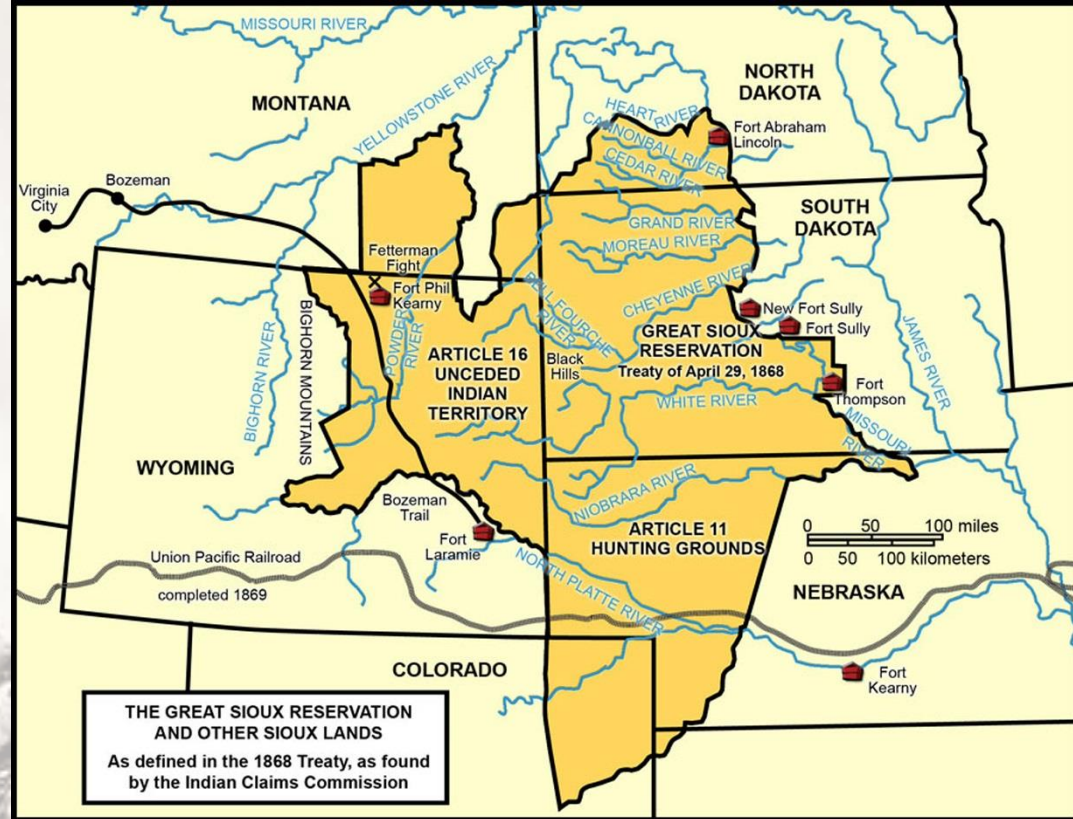 MISSOURI RIVER
MONTANA
YELLOWSTONE RIVER
NORTH
DAKOTA
HEART RIVER
CANNONBALL RIVER
CEDAR RIVER
Fort Abraham
Lincoln
Virginia
City
Bozeman
GRAND RIVER
MOREAU RIVER
SOUTH
DAKOTA
Fetterman
Fight
Fort Phil
Kearny
POWDER
RIVER
BIGHORN RIVER
BIGHORN MOUNTAINS
BELL FOURCHE
RIVER
CHEYENNE RIVER
New Fort Sully
Fort Sully
JAMES RIVER
ARTICLE 16
UNCEDED
INDIAN
TERRITORY
Black
Hills
GREAT SIOUX
RESERVATION
Treaty of April 29, 1868
WHITE RIVER
Fort
Thompson
MISSOURI
RIVER
WYOMING
NIOBRARA RIVER
Bozeman
Trail
Fort
Laramie
ARTICLE 11
HUNTING GROUNDS
0 50 100 miles
0 50 100 kilometers
Union Pacific Railroad
completed 1869
NORTH PLATTE RIVER
NEBRASKA
COLORADO
Fort
Kearny
THE GREAT SIOUX RESERVATION
AND OTHER SIOUX LANDS
As defined in the 1868 Treaty, as found
by the Indian Claims Commission